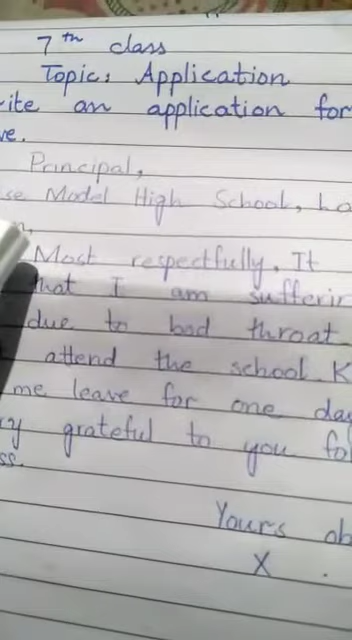 7th class
Topic: Application
ite an application for
ve.
Principal,
se Model High School,
Most respectfully, It
that I am sufferin
due to bad throat
attend the school. K
me leave for one day
ry grateful to you fo
ss.
Yours ob
X .